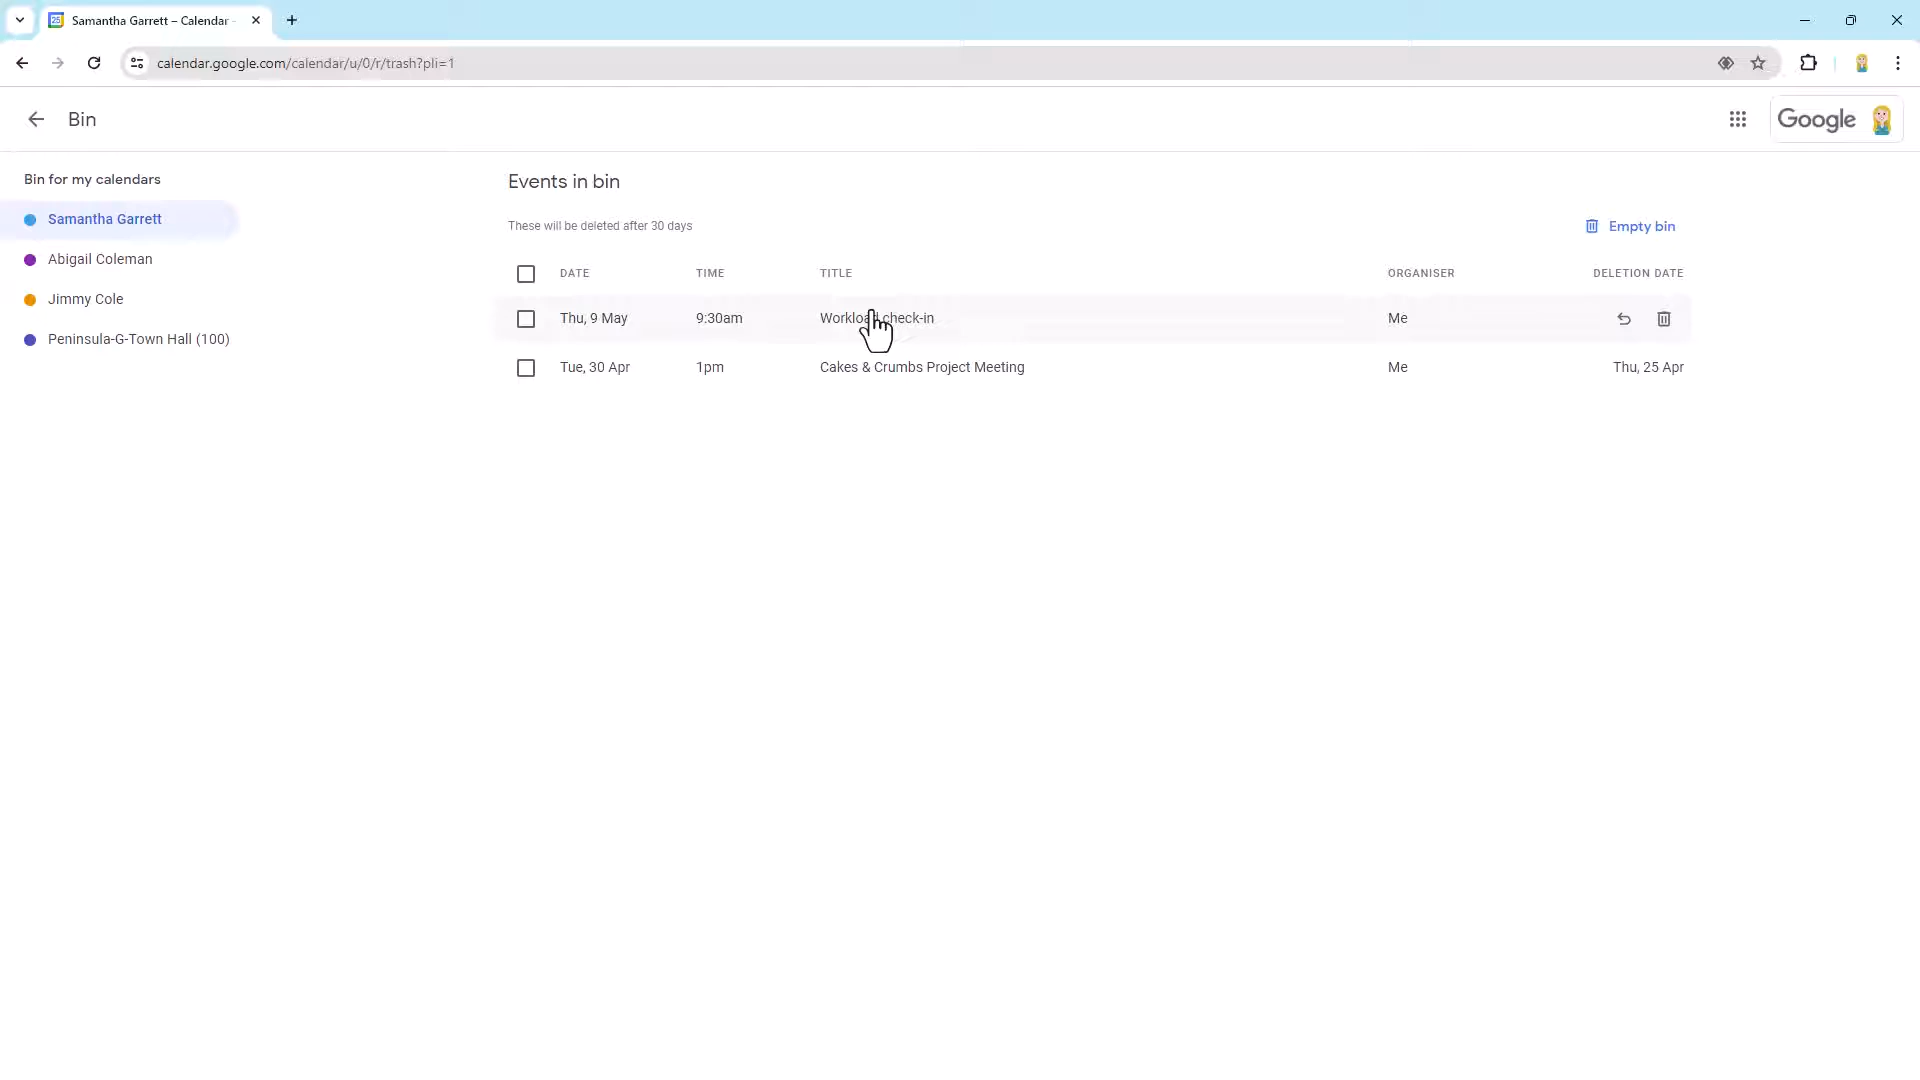 Samantha Garrett – Calendar
calendar.google.com/calendar/u/0/r/trash?pli=1
Bin
Google
Bin for my calendars
Samantha Garrett
Abigail Coleman
Jimmy Cole
Peninsula-G-Town Hall (100)
Events in bin
These will be deleted after 30 days
Empty bin
DATE TIME TITLE ORGANISER DELETION DATE
Thu, 9 May 9:30am Workload check-in Me
Tue, 30 Apr 1pm Cakes & Crumbs Project Meeting Me Thu, 25 Apr